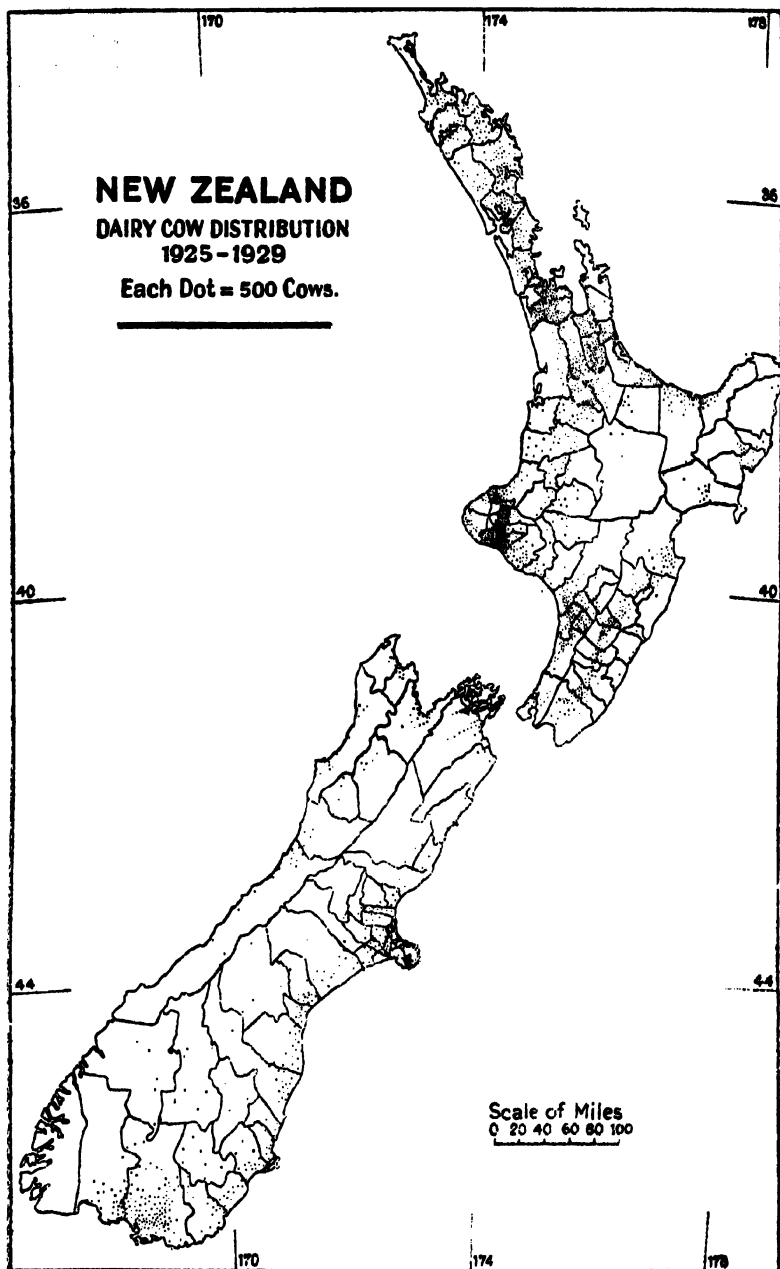 170 174 178
NEW ZEALAND
36 36
DAIRY COW DISTRIBUTION
1925-1929
Each Dot = 500 Cows.
40 40
44 44
Scale of Miles
0 20 40 60 80 100
170 174 178